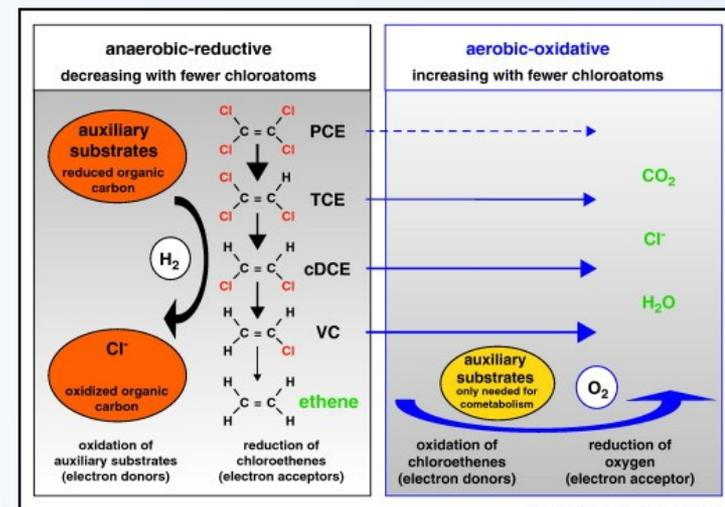 anaerobic-reductive
decreasing with fewer chloroatoms
aerobic-oxidative
increasing with fewer chloroatoms
auxiliary
substrates
reduced organic
carbon
H₂
Cl⁻
oxidized organic
carbon
oxidation of
auxiliary substrates
(electron donors)
Cl Cl
C = C
Cl Cl
PCE
Cl H
C = C
Cl Cl
TCE
H H
C = C
Cl Cl
cDCE
H H
C = C
H Cl
VC
H H
C = C
H H
ethene
reduction of
chloroethenes
(electron acceptors)
CO₂
Cl⁻
H₂O
auxiliary
substrates
only needed for
cometabolism
O₂
oxidation of
chloroethenes
(electron donors)
reduction of
oxygen
(electron acceptor)